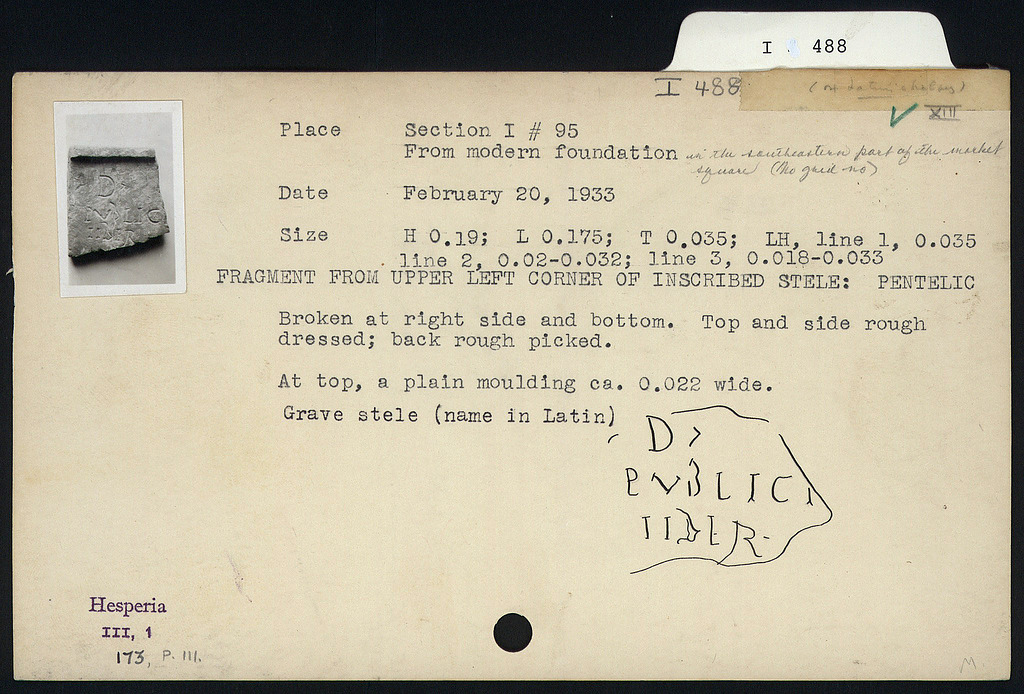 I 488
I 488
(on datum shelves)
XIII
Place Section I # 95
From modern foundation in the southeastern part of the market
square (No grid no)
Date February 20, 1933
Size H 0.19; L 0.175; T 0.035; LH, line 1, 0.035
line 2, 0.02-0.032; line 3, 0.018-0.033
FRAGMENT FROM UPPER LEFT CORNER OF INSCRIBED STELE: PENTELIC
Broken at right side and bottom. Top and side rough
dressed; back rough picked.
At top, a plain moulding ca. 0.022 wide.
Grave stele (name in Latin)
D >
PVBLICI
LIBER·
Hesperia
III, 1
173, P. 111.
M.